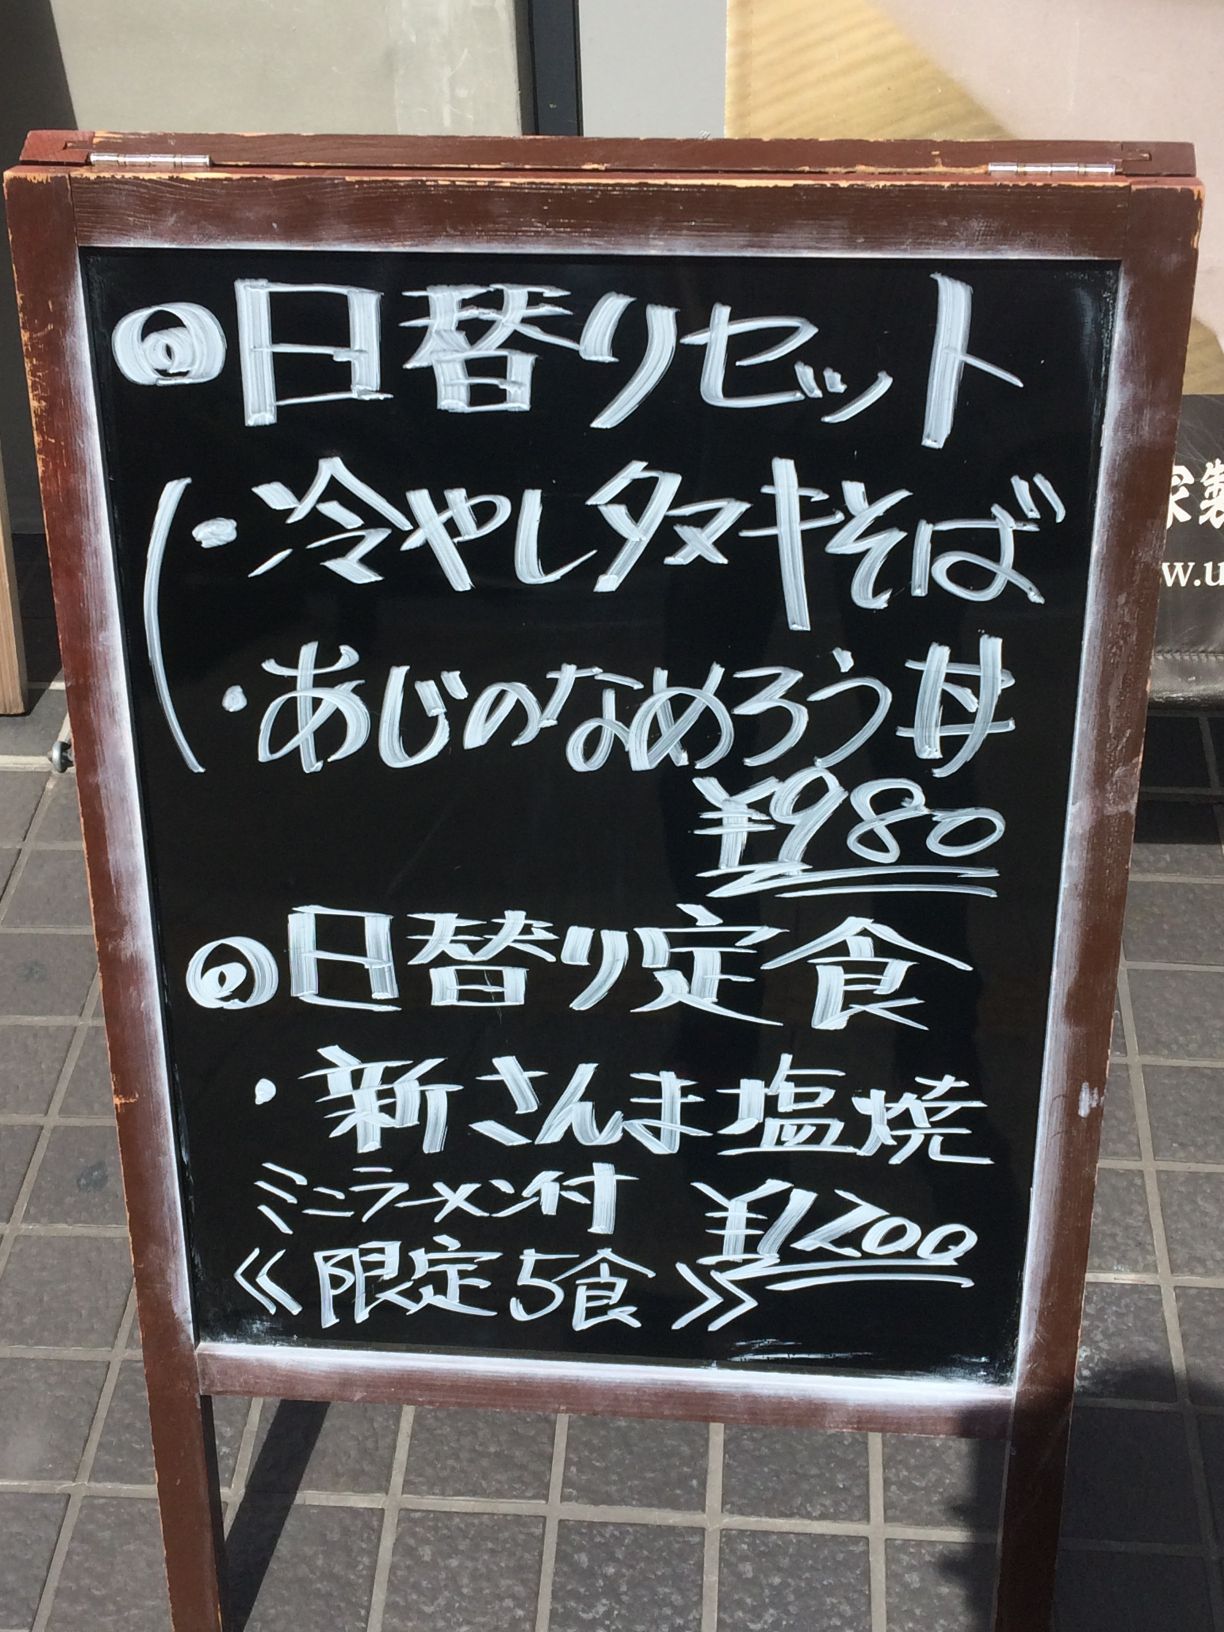 ◎日替りセット
・冷やしタヌキそば
・あじのなめろう丼
¥980
◎日替り定食
・新さんま塩焼
ミニラーメン付 ¥1200
《限定5食》
家製
w.u